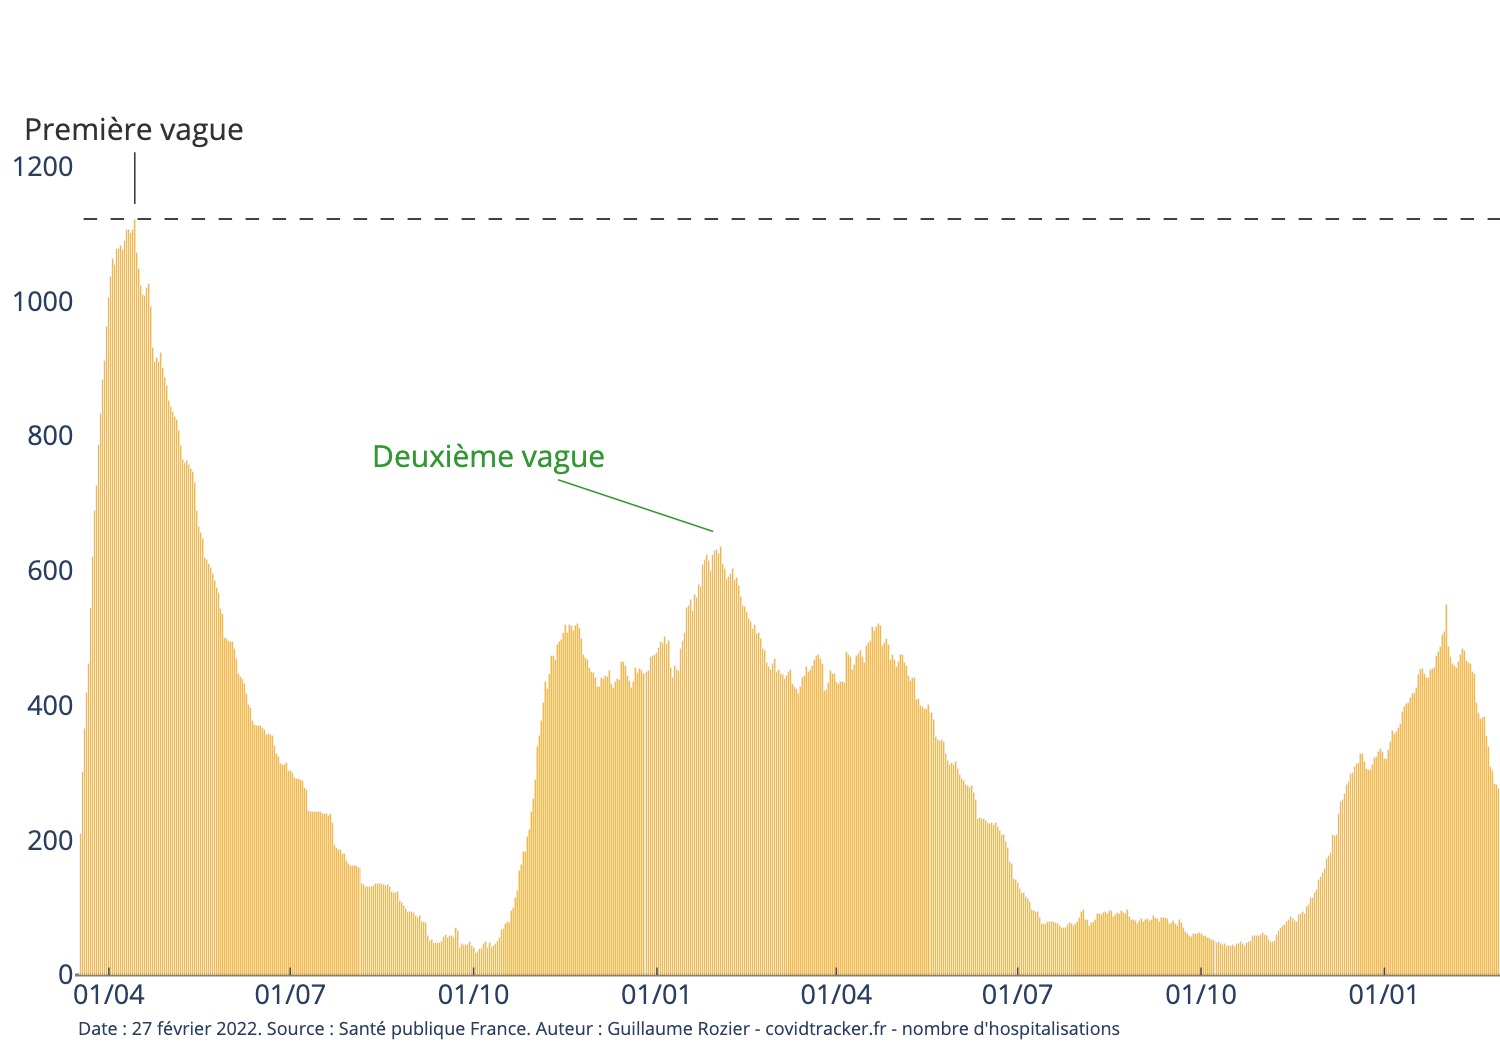 Première vague
1200
1000
800
Deuxième vague
600
400
200
0
01/04 01/07 01/10 01/01 01/04 01/07 01/10 01/01
Date : 27 février 2022. Source : Santé publique France. Auteur : Guillaume Rozier - covidtracker.fr - nombre d'hospitalisations